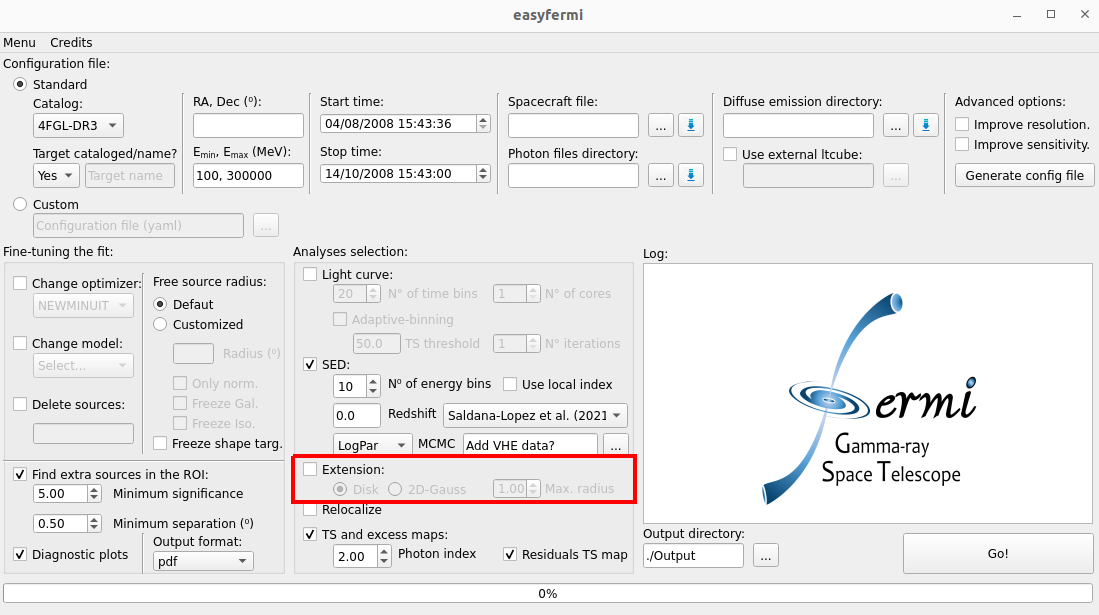 easyfermi
Menu Credits
Configuration file:
Standard
Catalog:
4FGL-DR3
Target cataloged/name?
Yes Target name
RA, Dec (⁰):
Emin, Emax (MeV):
100, 300000
Start time:
04/08/2008 15:43:36
Stop time:
14/10/2008 15:43:00
Spacecraft file:
...
Photon files directory:
...
Diffuse emission directory:
...
Use external ltcube:
...
Advanced options:
Improve resolution.
Improve sensitivity.
Generate config file
Custom
Configuration file (yaml) ...
Fine-tuning the fit:
Change optimizer:
NEWMINUIT
Change model:
Select...
Delete sources:
Free source radius:
Defaut
Customized
Radius (⁰)
Only norm.
Freeze Gal.
Freeze Iso.
Freeze shape targ.
Find extra sources in the ROI:
5.00 Minimum significance
0.50 Minimum separation (⁰)
Diagnostic plots
Output format:
pdf
Analyses selection:
Light curve:
20 N° of time bins 1 N° of cores
Adaptive-binning
50.0 TS threshold 1 N° iterations
SED:
10 Nº of energy bins Use local index
0.0 Redshift Saldana-Lopez et al. (2021
LogPar MCMC Add VHE data? ...
Extension:
Disk 2D-Gauss 1.00 Max. radius
Relocalize
TS and excess maps:
2.00 Photon index Residuals TS map
Log:
Fermi
Gamma-ray
Space Telescope
Output directory:
./Output ...
Go!
0%